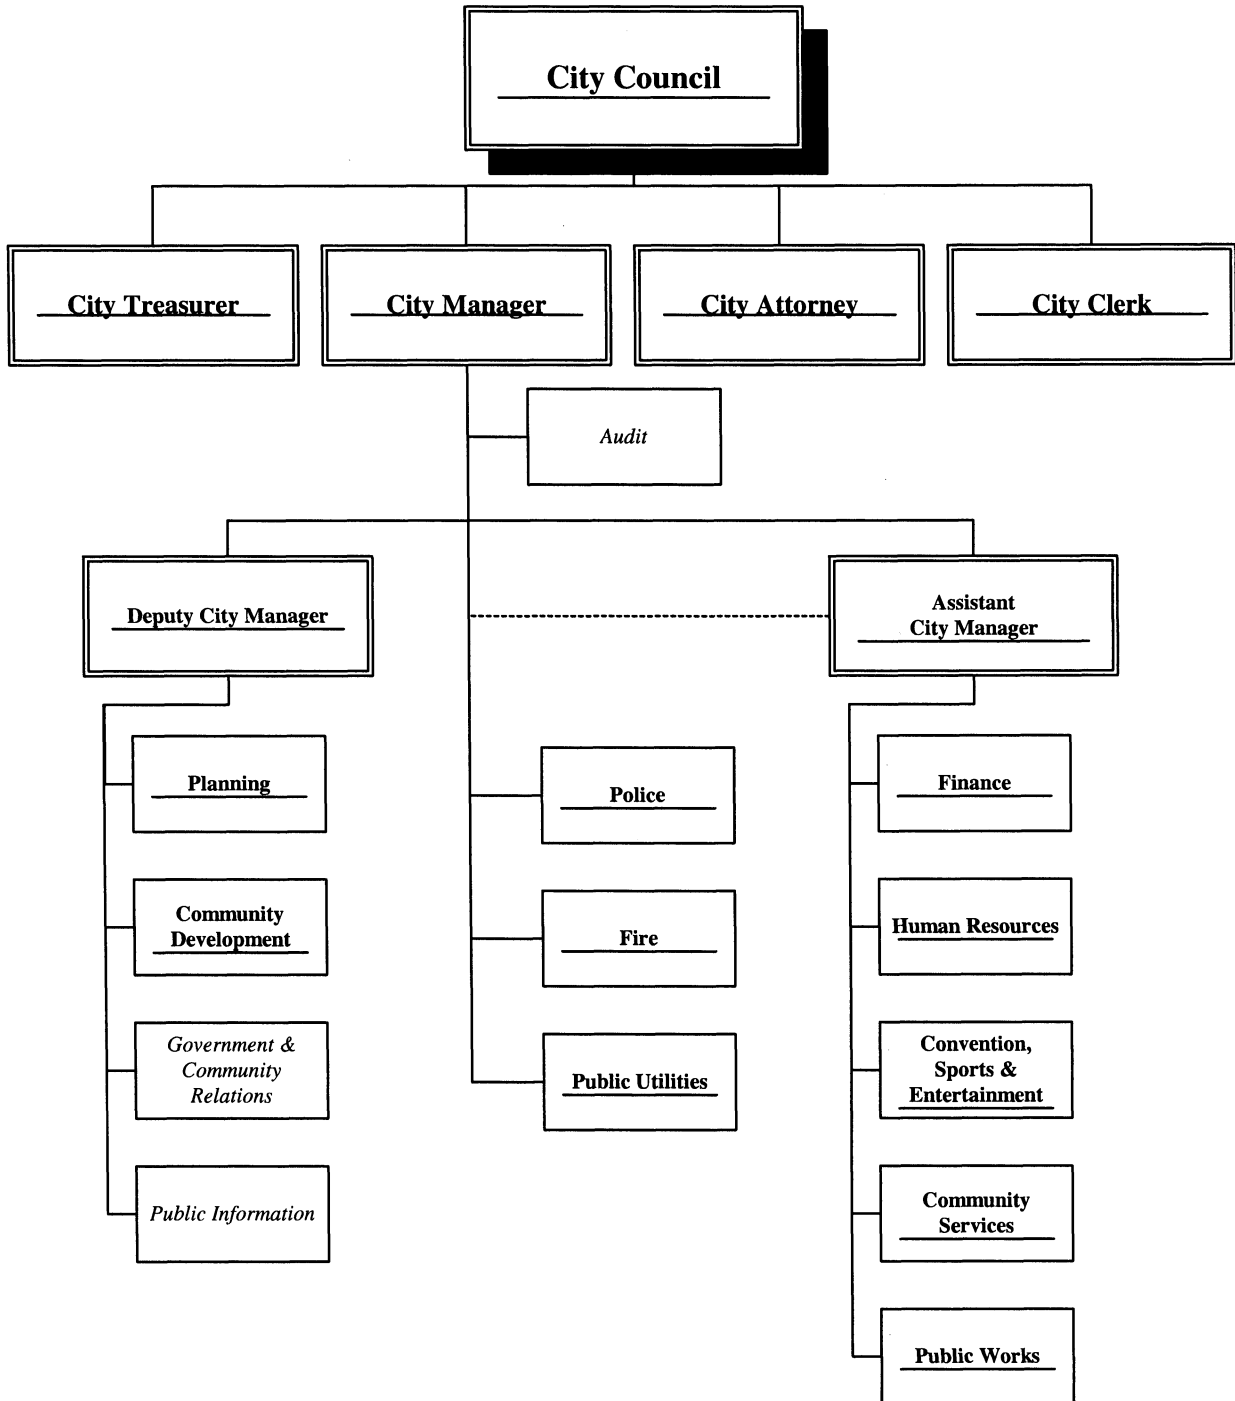 City Council
City Treasurer
City Manager
City Attorney
City Clerk
Audit
Deputy City Manager
Assistant
City Manager
Planning
Community
Development
Government &
Community
Relations
Public Information
Police
Fire
Public Utilities
Finance
Human Resources
Convention,
Sports &
Entertainment
Community
Services
Public Works